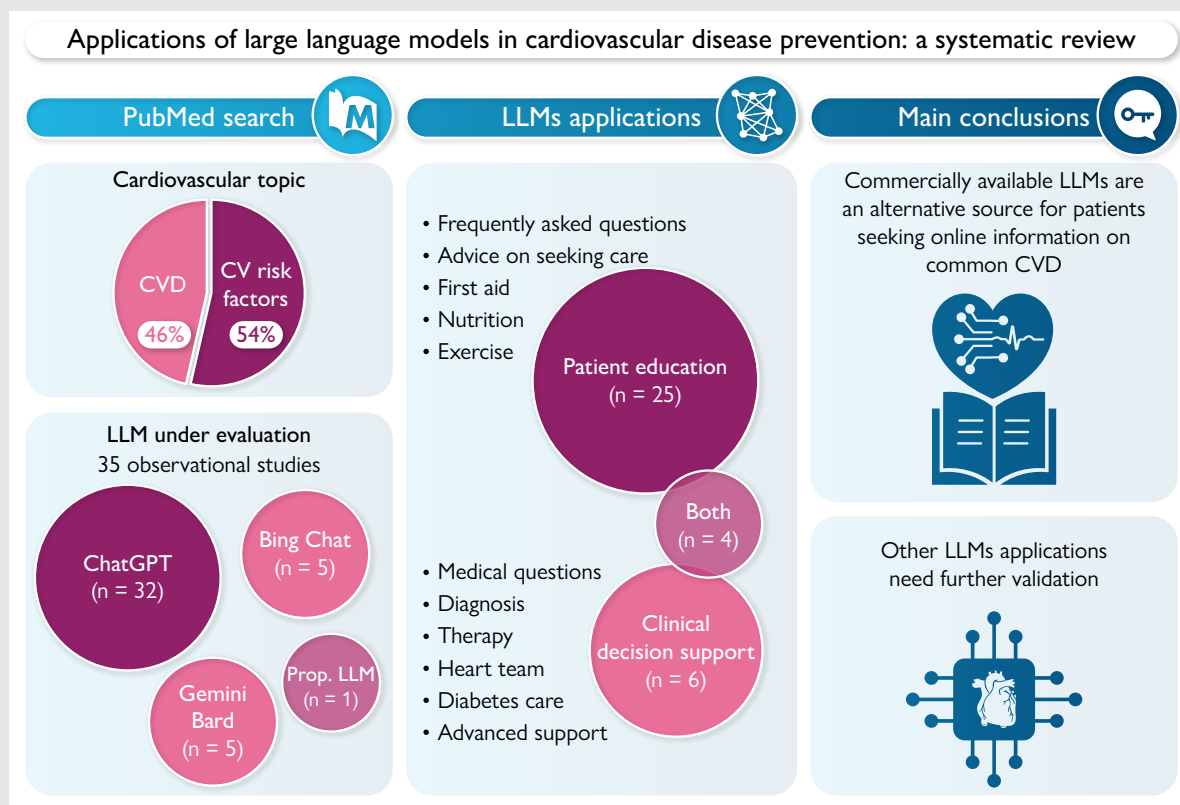 Applications of large language models in cardiovascular disease prevention: a systematic review
PubMed search
M
Cardiovascular topic
CVD
46%
CV risk
factors
54%
LLM under evaluation
35 observational studies
ChatGPT
(n = 32)
Bing Chat
(n = 5)
Prop. LLM
(n = 1)
Gemini
Bard
(n = 5)
LLMs applications
• Frequently asked questions
• Advice on seeking care
• First aid
• Nutrition
• Exercise
Patient education
(n = 25)
Both
(n = 4)
• Medical questions
• Diagnosis
• Therapy
• Heart team
• Diabetes care
• Advanced support
Clinical
decision support
(n = 6)
Main conclusions
Commercially available LLMs are
an alternative source for patients
seeking online information on
common CVD
Other LLMs applications
need further validation